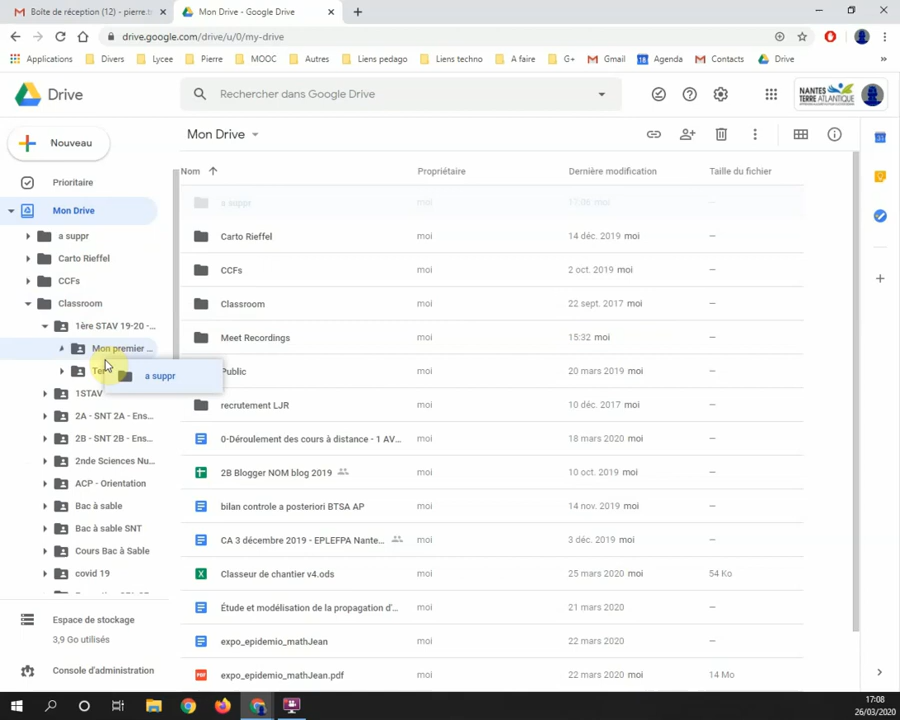 Boîte de réception (12) - pierre.t
Mon Drive - Google Drive
drive.google.com/drive/u/0/my-drive
Applications
Divers
Lycee
Pierre
MOOC
Autres
Liens pedago
Liens techno
A faire
G+
Gmail
Agenda
Contacts
Drive
»
Drive
Rechercher dans Google Drive
NANTES
TERRE ATLANTIQUE
Nouveau
Mon Drive
Prioritaire
Mon Drive
a suppr
Carto Rieffel
CCFs
Classroom
1ère STAV 19-20 -...
Mon premier ...
1STAV
2A - SNT 2A - Ens...
2B - SNT 2B - Ens...
2nde Sciences Nu...
ACP - Orientation
Bac à sable
Bac à sable SNT
Cours Bac à Sable
covid 19
Espace de stockage
3,9 Go utilisés
Console d'administration
a suppr
Nom Propriétaire Dernière modification Taille du fichier
a suppr moi 17:06 moi —
Carto Rieffel moi 14 déc. 2019 moi —
CCFs moi 2 oct. 2019 moi —
Classroom moi 22 sept. 2017 moi —
Meet Recordings moi 15:32 moi —
Public moi 20 mars 2019 moi —
recrutement LJR moi 10 déc. 2017 moi —
0-Déroulement des cours à distance - 1 AV... moi 18 mars 2020 moi —
2B Blogger NOM blog 2019 moi 10 oct. 2019 moi —
bilan controle a posteriori BTSA AP moi 14 nov. 2019 moi —
CA 3 décembre 2019 - EPLEFPA Nante... moi 3 déc. 2019 moi —
Classeur de chantier v4.ods moi 25 mars 2020 moi 54 Ko
Étude et modélisation de la propagation d'... moi 21 mars 2020 —
expo_epidemio_mathJean moi 22 mars 2020 —
expo_epidemio_mathJean.pdf moi 22 mars 2020 moi 14 Mo
17:08
26/03/2020